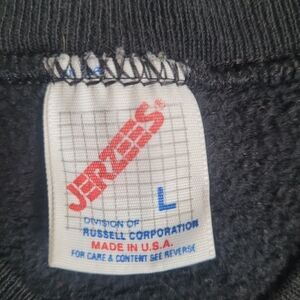 JERZEES®
L
DIVISION OF
RUSSELL CORPORATION
MADE IN U.S.A.
FOR CARE & CONTENT SEE REVERSE